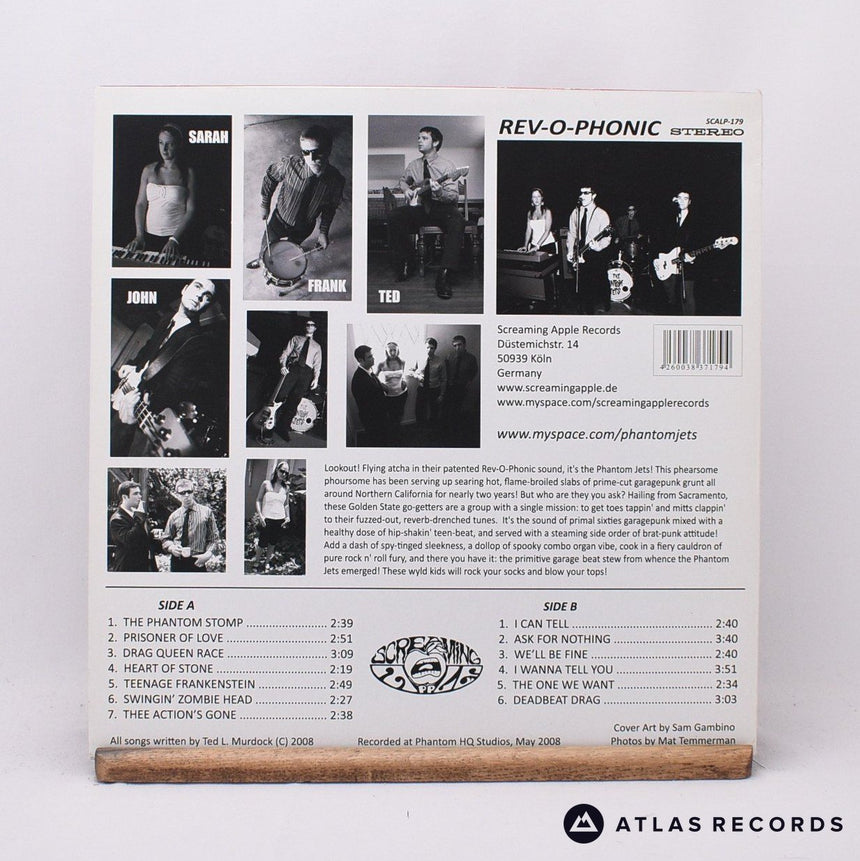 SARAH
FRANK
TED
REV-O-PHONIC
SCALP-179
STEREO
JOHN
Screaming Apple Records
Düstemichstr. 14
50939 Köln
Germany
www.screamingapple.de
www.myspace.com/screamingapplerecords
www.myspace.com/phantomjets
4 260038 371794
Lookout! Flying atcha in their patented Rev-O-Phonic sound, it's the Phantom Jets! This phearsome
phoursome has been serving up searing hot, flame-broiled slabs of prime-cut garagepunk grunt all
around Northern California for nearly two years! But who are they you ask? Hailing from Sacramento,
these Golden State go-getters are a group with a single mission: to get toes tappin' and mitts clappin'
to their fuzzed-out, reverb-drenched tunes. It's the sound of primal sixties garagepunk mixed with a
healthy dose of hip-shakin' teen-beat, and served with a steaming side order of brat-punk attitude!
Add a dash of spy-tinged sleekness, a dollop of spooky combo organ vibe, cook in a fiery cauldron of
pure rock n' roll fury, and there you have it: the primitive garage beat stew from whence the Phantom
Jets emerged! These wyld kids will rock your socks and blow your tops!
SIDE A
1. THE PHANTOM STOMP ........................ 2:39
2. PRISONER OF LOVE .............................. 2:51
3. DRAG QUEEN RACE .............................. 3:09
4. HEART OF STONE ................................. 2:19
5. TEENAGE FRANKENSTEIN .................... 2:49
6. SWINGIN' ZOMBIE HEAD ..................... 2:27
7. THEE ACTION'S GONE .......................... 2:38
SCREAMING
APPLE
SIDE B
1. I CAN TELL .......................................... 2:40
2. ASK FOR NOTHING ............................. 3:40
3. WE'LL BE FINE .................................... 2:40
4. I WANNA TELL YOU ............................ 3:51
5. THE ONE WE WANT ........................... 2:34
6. DEADBEAT DRAG ................................ 3:03
Cover Art by Sam Gambino
All songs written by Ted L. Murdock (C) 2008
Recorded at Phantom HQ Studios, May 2008
Photos by Mat Temmerman
ATLAS RECORDS